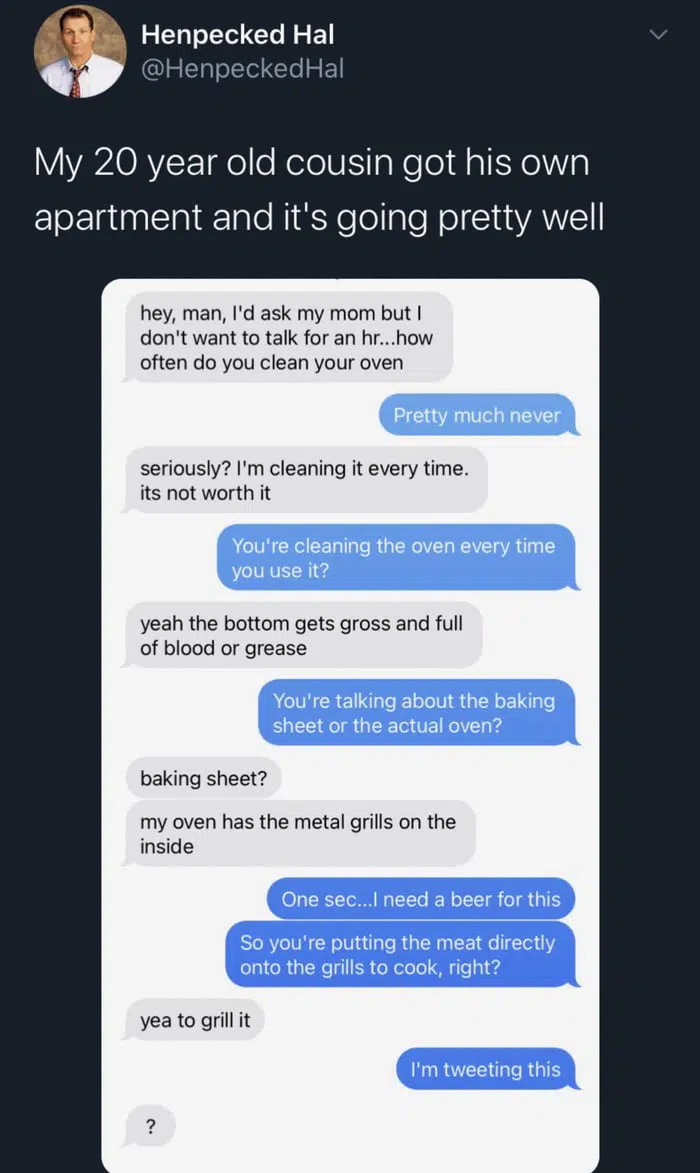 Henpecked Hal
@HenpeckedHal
My 20 year old cousin got his own
apartment and it's going pretty well
hey, man, I'd ask my mom but I
don't want to talk for an hr...how
often do you clean your oven
Pretty much never
seriously? I'm cleaning it every time.
its not worth it
You're cleaning the oven every time
you use it?
yeah the bottom gets gross and full
of blood or grease
You're talking about the baking
sheet or the actual oven?
baking sheet?
my oven has the metal grills on the
inside
One sec...I need a beer for this
So you're putting the meat directly
onto the grills to cook, right?
yea to grill it
I'm tweeting this
?